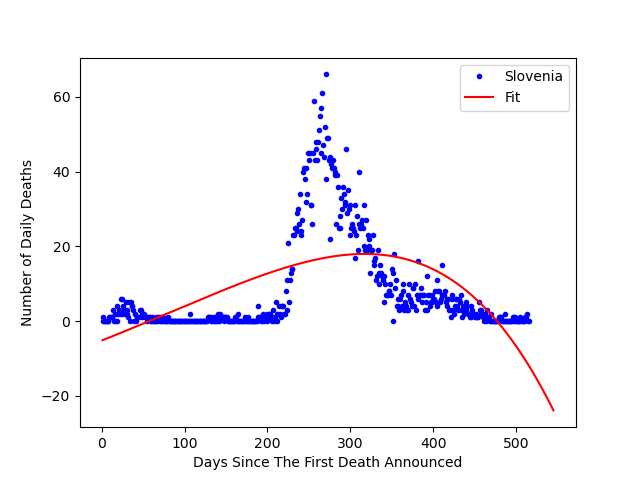 Slovenia
Fit
60
40
20
0
−20
0 100 200 300 400 500
Number of Daily Deaths
Days Since The First Death Announced